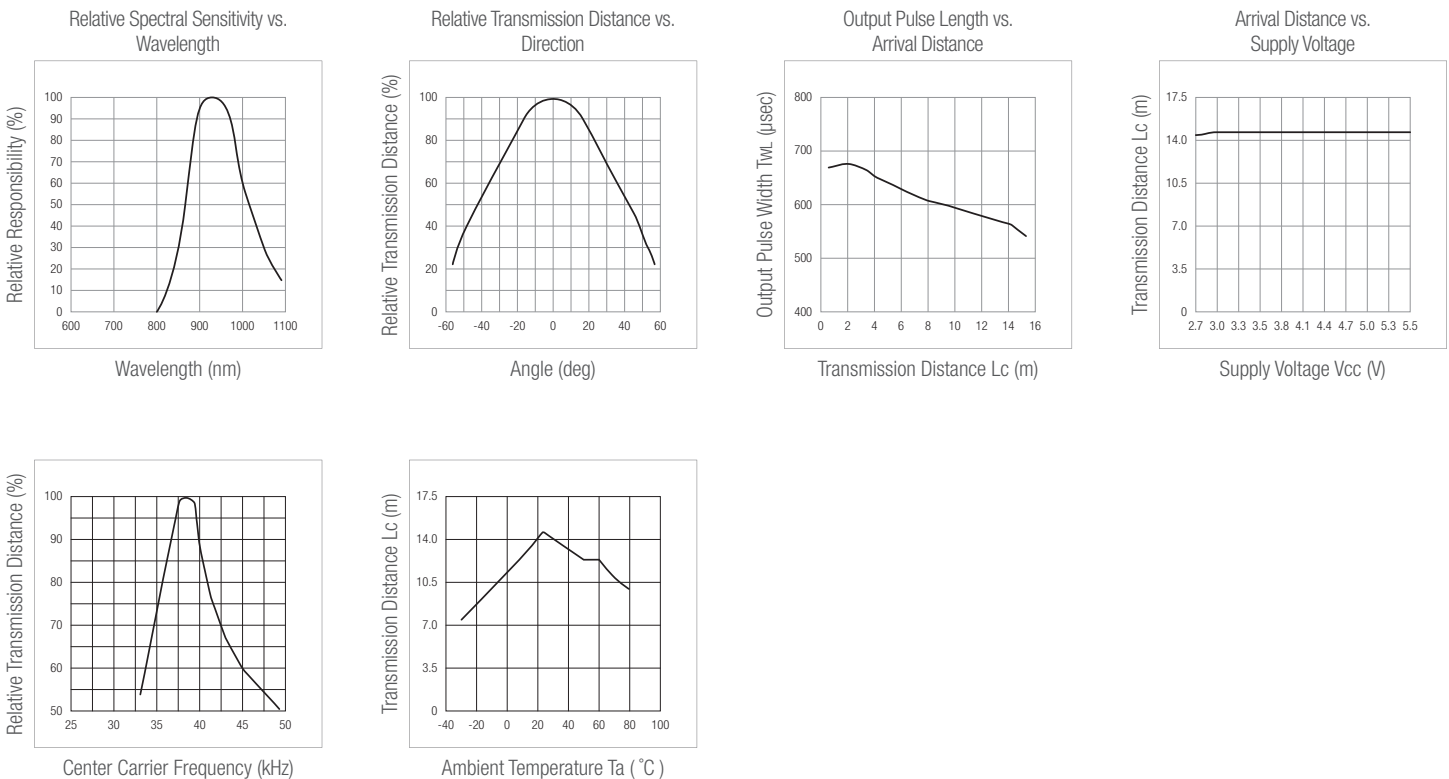 Relative Spectral Sensitivity vs.
Wavelength
Relative Responsibility (%)
100
90
80
70
60
50
40
30
20
10
0
600 700 800 900 1000 1100
Wavelength (nm)
Relative Transmission Distance vs.
Direction
Relative Transmission Distance (%)
100
80
60
40
20
0
-60 -40 -20 0 20 40 60
Angle (deg)
Output Pulse Length vs.
Arrival Distance
Output Pulse Width TWL (μsec)
800
700
600
500
400
0 2 4 6 8 10 12 14 16
Transmission Distance Lc (m)
Arrival Distance vs.
Supply Voltage
Transmission Distance Lc (m)
17.5
14.0
10.5
7.0
3.5
0
2.7 3.0 3.3 3.5 3.8 4.1 4.4 4.7 5.0 5.3 5.5
Supply Voltage Vcc (V)
Relative Transmission Distance (%)
100
90
80
70
60
50
25 30 35 40 45 50
Center Carrier Frequency (kHz)
Transmission Distance Lc (m)
17.5
14.0
10.5
7.0
3.5
0
-40 -20 0 20 40 60 80 100
Ambient Temperature Ta ( ˚C )